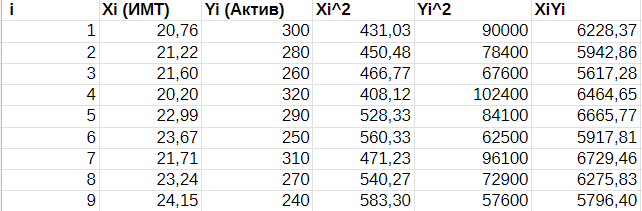 i Xi (ИМТ) Yi (Актив) Xi^2 Yi^2 XiYi
1 20,76 300 431,03 90000 6228,37
2 21,22 280 450,48 78400 5942,86
3 21,60 260 466,77 67600 5617,28
4 20,20 320 408,12 102400 6464,65
5 22,99 290 528,33 84100 6665,77
6 23,67 250 560,33 62500 5917,81
7 21,71 310 471,23 96100 6729,46
8 23,24 270 540,27 72900 6275,83
9 24,15 240 583,30 57600 5796,40